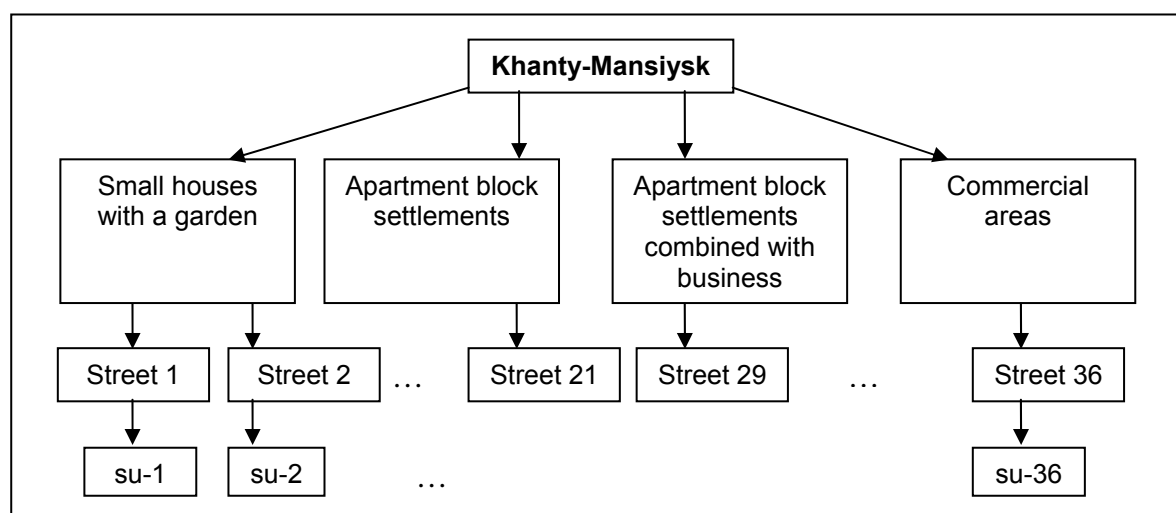 Khanty-Mansiysk
Small houses
with a garden
Apartment block
settlements
Apartment block
settlements
combined with
business
Commercial
areas
Street 1
Street 2
...
Street 21
Street 29
...
Street 36
su-1
su-2
...
su-36